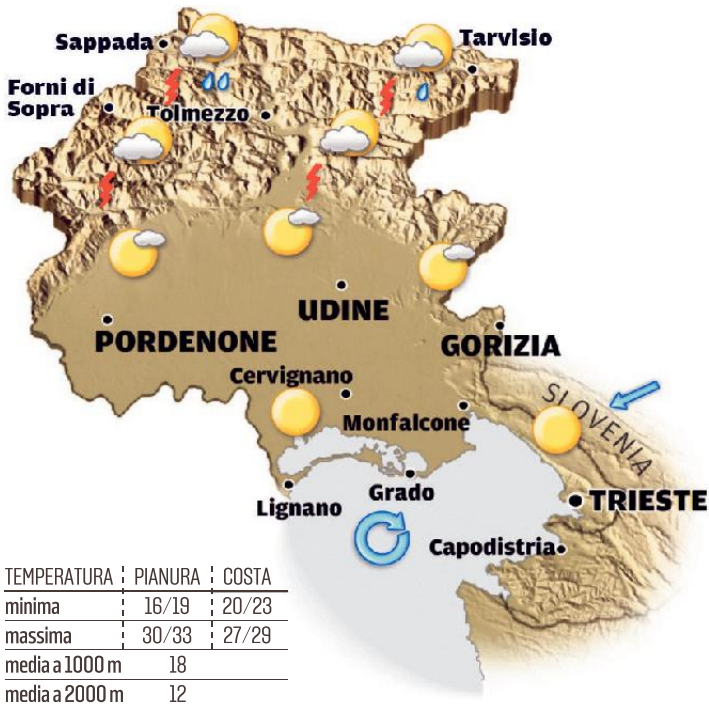 Sappada
Tarvisio
Forni di
Sopra
Tolmezzo
UDINE
PORDENONE
GORIZIA
Cervignano
SLOVENIA
Monfalcone
Lignano
Grado
TRIESTE
Capodistria
TEMPERATURA PIANURA COSTA
minima 16/19 20/23
massima 30/33 27/29
media a 1000 m 18
media a 2000 m 12